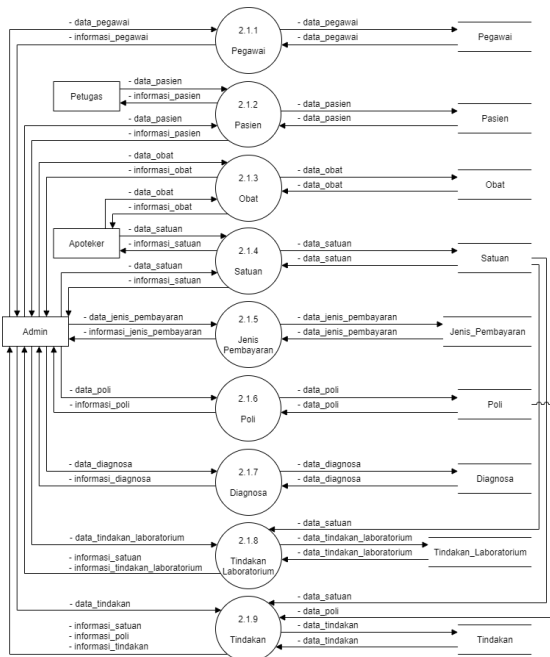 - data_pegawai
- informasi_pegawai
2.1.1
Pegawai
- data_pegawai
- data_pegawai
Pegawai
Petugas
- data_pasien
- informasi_pasien
- data_pasien
- informasi_pasien
2.1.2
Pasien
- data_pasien
- data_pasien
Pasien
- data_obat
- informasi_obat
- data_obat
- informasi_obat
2.1.3
Obat
- data_obat
- data_obat
Obat
Apoteker
- data_satuan
- informasi_satuan
- data_satuan
- informasi_satuan
2.1.4
Satuan
- data_satuan
- data_satuan
Satuan
Admin
- data_jenis_pembayaran
- informasi_jenis_pembayaran
2.1.5
Jenis
Pembayaran
- data_jenis_pembayaran
- data_jenis_pembayaran
Jenis_Pembayaran
- data_poli
- informasi_poli
2.1.6
Poli
- data_poli
- data_poli
Poli
- data_diagnosa
- informasi_diagnosa
2.1.7
Diagnosa
- data_diagnosa
- data_diagnosa
Diagnosa
- data_tindakan_laboratorium
- informasi_satuan
- informasi_tindakan_laboratorium
2.1.8
Tindakan
Laboratorium
- data_satuan
- data_tindakan_laboratorium
- data_tindakan_laboratorium
Tindakan_Laboratorium
- data_tindakan
- informasi_satuan
- informasi_poli
- informasi_tindakan
2.1.9
Tindakan
- data_satuan
- data_poli
- data_tindakan
- data_tindakan
Tindakan